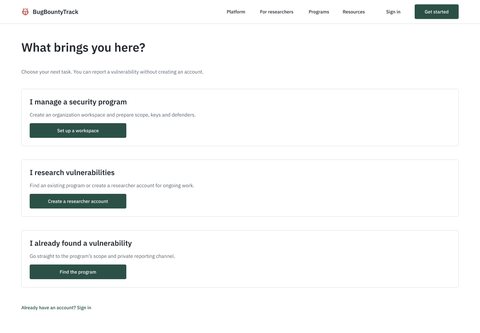 BugBountyTrack
Platform
For researchers
Programs
Resources
Sign in
Get started
What brings you here?
Choose your next task. You can report a vulnerability without creating an account.
I manage a security program
Create an organization workspace and prepare scope, keys and defenders.
Set up a workspace
I research vulnerabilities
Find an existing program or create a researcher account for ongoing work.
Create a researcher account
I already found a vulnerability
Go straight to the program's scope and private reporting channel.
Find the program
Already have an account? Sign in